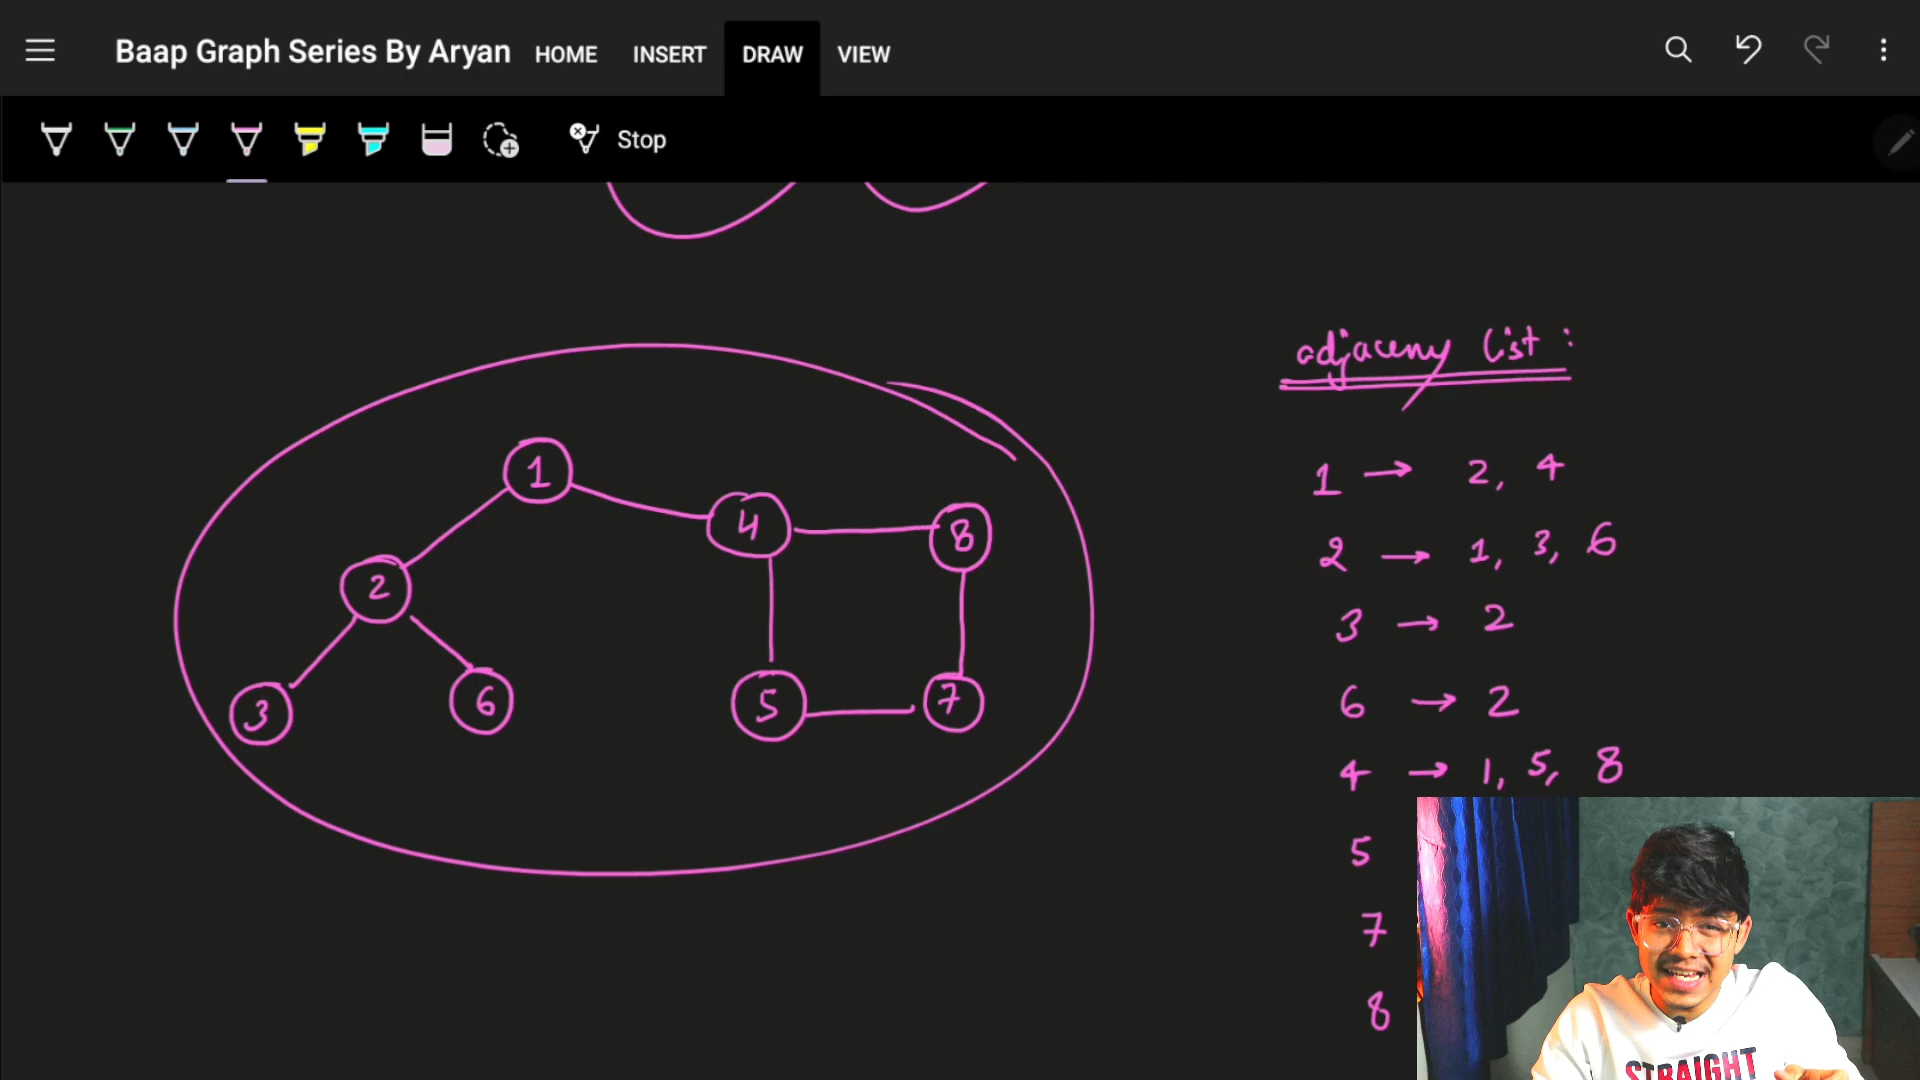 Baap Graph Series By Aryan HOME INSERT DRAW VIEW
Stop
adjaceny list :
1 → 2, 4
2 → 1, 3, 6
3 → 2
6 → 2
4 → 1, 5, 8
5
7
8
1
4
8
2
3
6
5
7
STRAIGHT